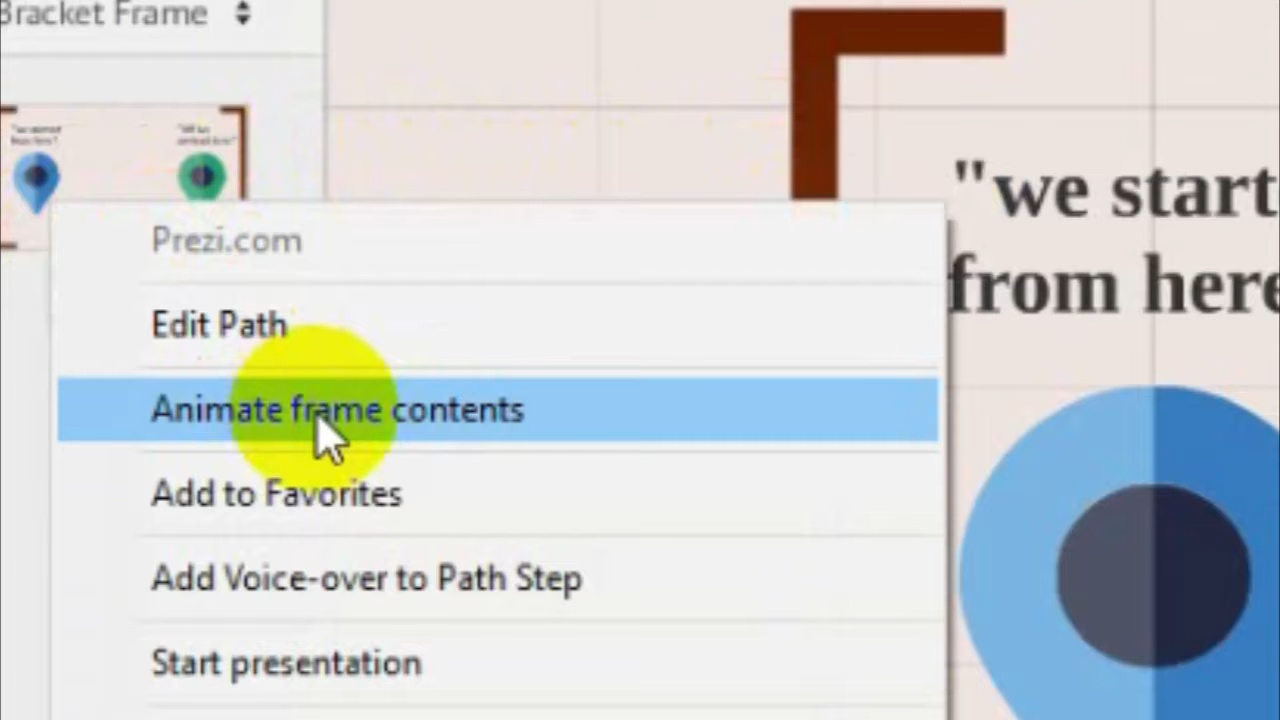 Bracket Frame
"we start
from here
Prezi.com
Edit Path
Animate frame contents
Add to Favorites
Add Voice-over to Path Step
Start presentation